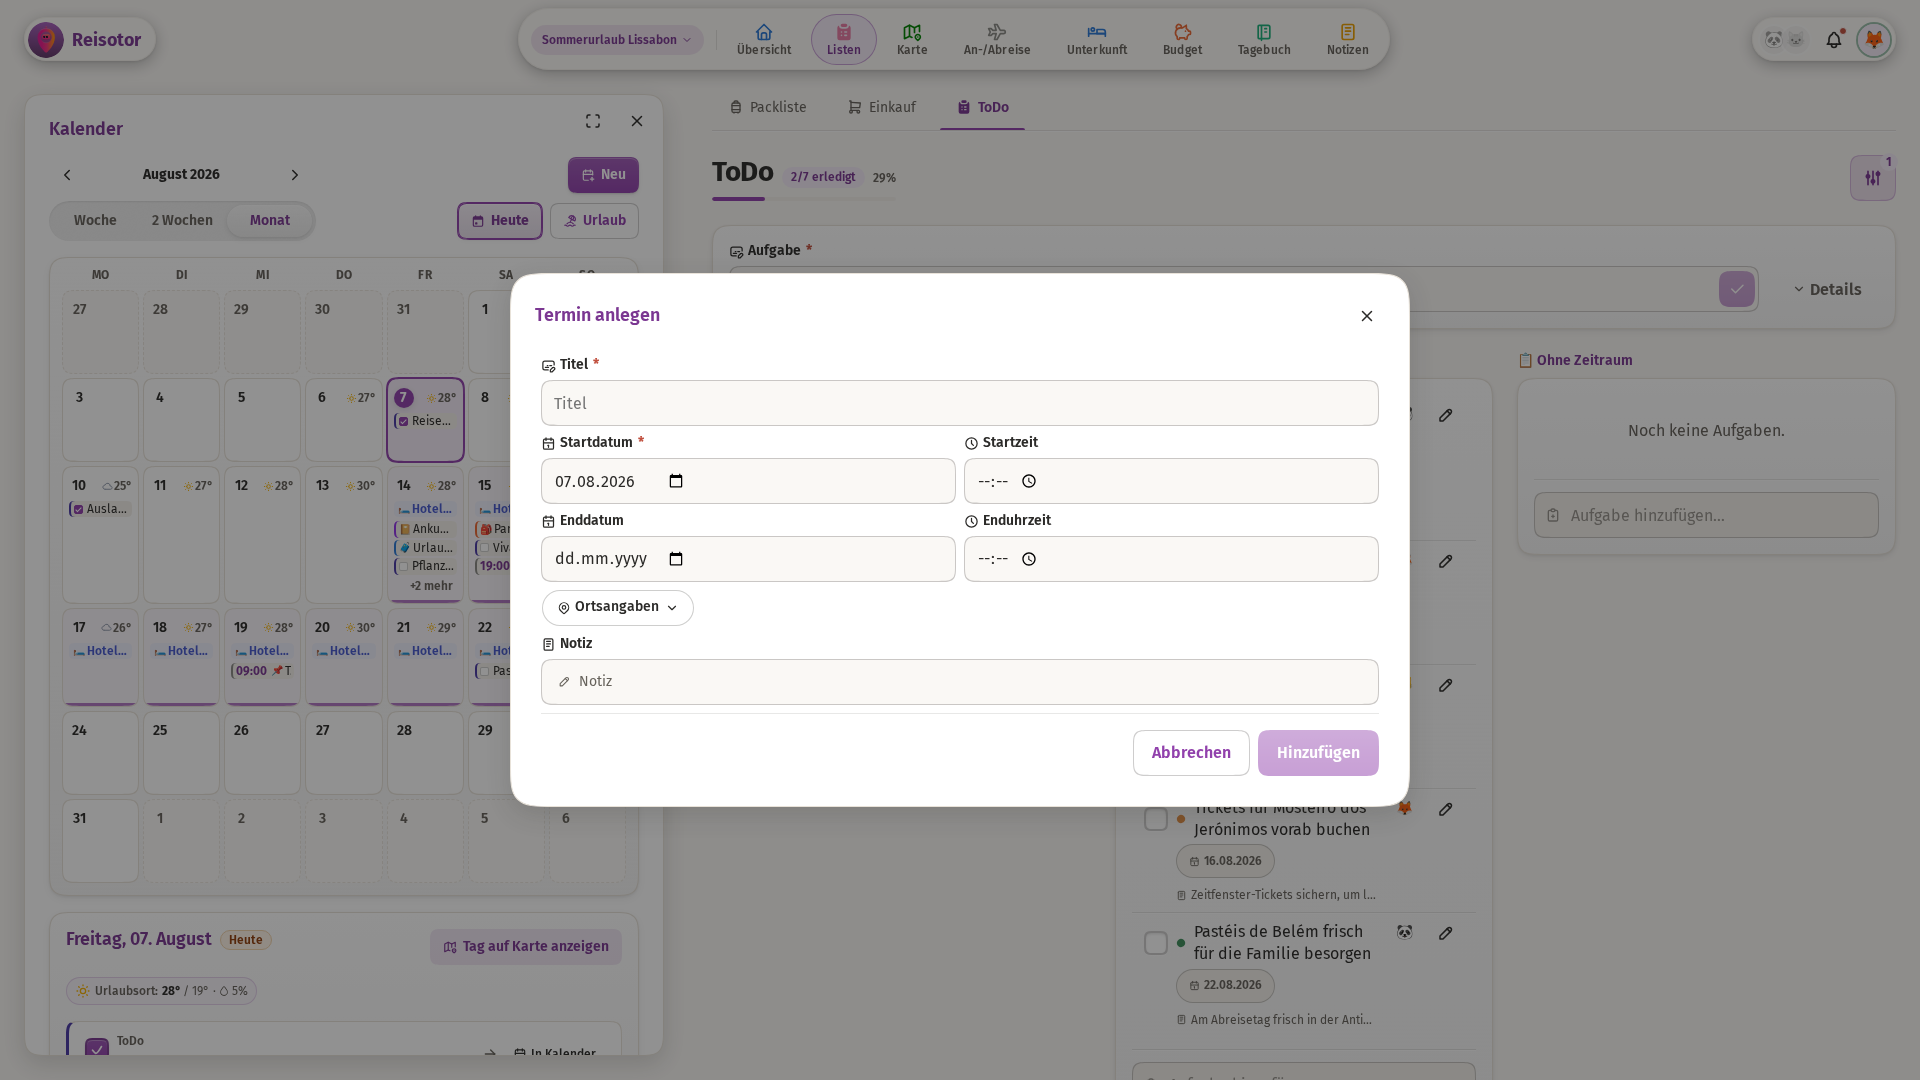 Reisotor
Sommerurlaub Lissabon
Übersicht
Listen
Karte
An-/Abreise
Unterkunft
Budget
Tagebuch
Notizen
Kalender
August 2026
Neu
Woche
2 Wochen
Monat
Heute
Urlaub
MO DI MI DO FR SA
27 28 29 30 31 1
3 4 5 6 27° 7 28° 8
Reise...
10 25° 11 27° 12 28° 13 30° 14 28° 15
Ausla...
Hotel...
Anku...
Urlau...
Pflanz...
+2 mehr
19:00
17 26° 18 27° 19 28° 20 30° 21 29° 22
Hotel... Hotel... Hotel... Hotel... Hotel...
09:00 T
24 25 26 27 28 29
31 1 2 3 4 5 6
Freitag, 07. August
Heute
Tag auf Karte anzeigen
Urlaubsort: 28° / 19° · 5%
ToDo
In Kalender
Packliste
Einkauf
ToDo
ToDo
2/7 erledigt
29%
1
Aufgabe *
Details
Termin anlegen
Titel *
Titel
Startdatum *
Startzeit
07.08.2026
--:--
Enddatum
Enduhrzeit
dd.mm.yyyy
--:--
Ortsangaben
Notiz
Notiz
Abbrechen
Hinzufügen
Tickets für Mosteiro dos
Jerónimos vorab buchen
16.08.2026
Zeitfenster-Tickets sichern, um l...
Pastéis de Belém frisch
für die Familie besorgen
22.08.2026
Am Abreisetag frisch in der Anti...
Ohne Zeitraum
Noch keine Aufgaben.
Aufgabe hinzufügen...